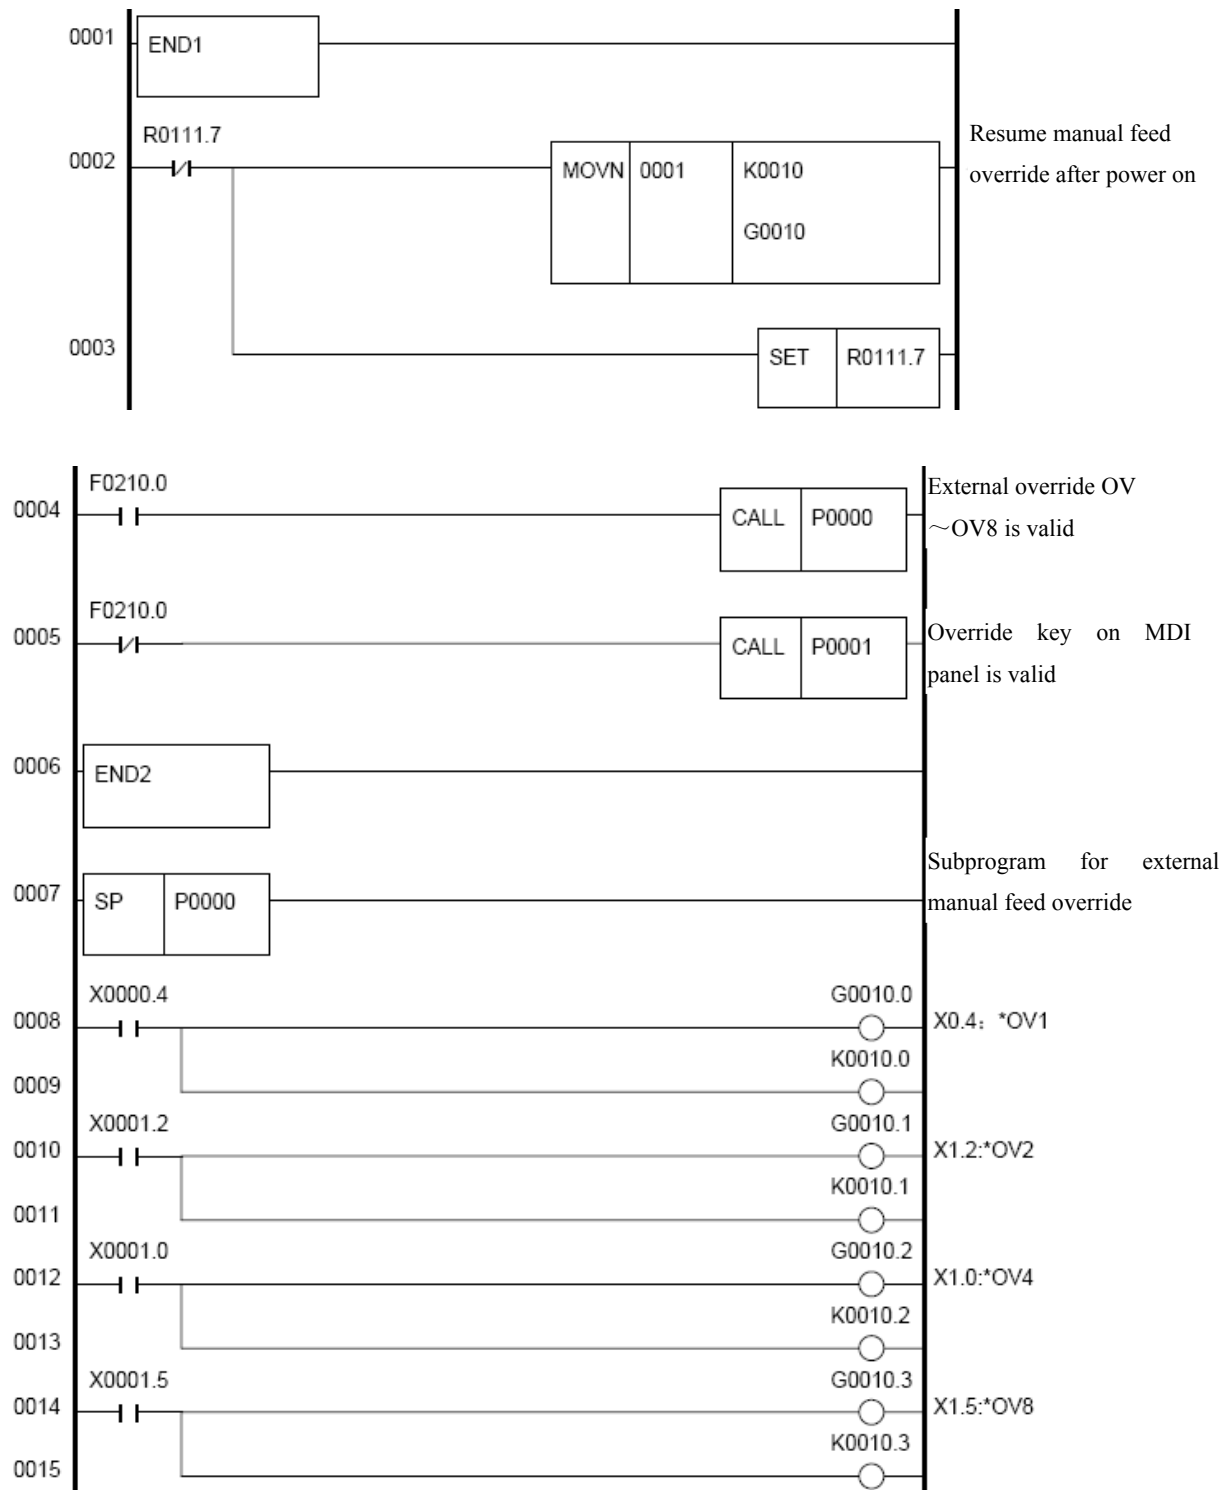 0001 END1
R0111.7
0002 MOVN 0001 K0010
G0010
Resume manual feed
override after power on
0003 SET R0111.7
F0210.0
0004 CALL P0000
External override OV
～OV8 is valid
F0210.0
0005 CALL P0001
Override key on MDI
panel is valid
0006 END2
Subprogram for external
manual feed override
0007 SP P0000
X0000.4 G0010.0
0008 X0.4：*OV1
K0010.0
0009
X0001.2 G0010.1
0010 X1.2:*OV2
K0010.1
0011
X0001.0 G0010.2
0012 X1.0:*OV4
K0010.2
0013
X0001.5 G0010.3
0014 X1.5:*OV8
K0010.3
0015